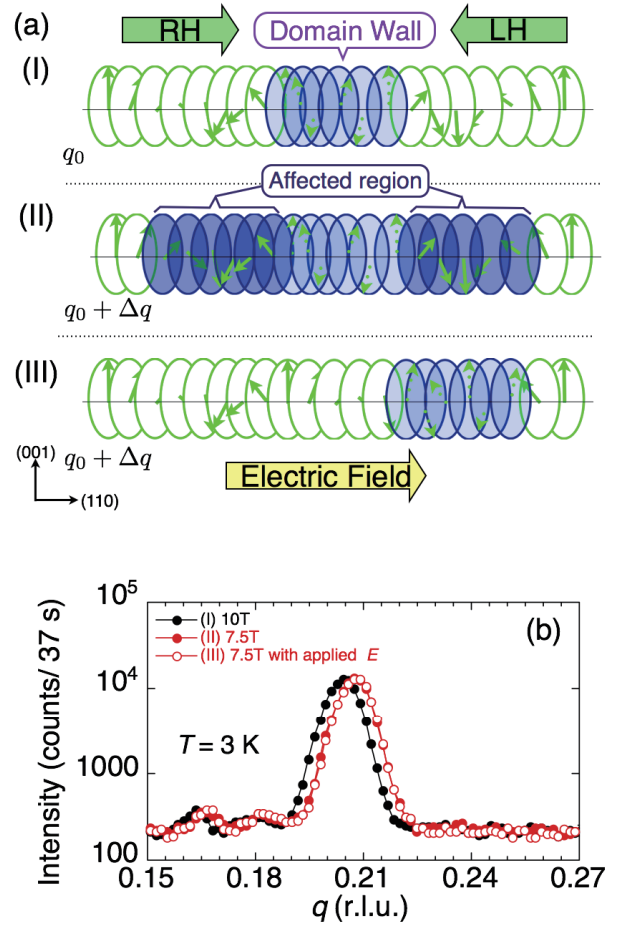 (a)
RH
Domain Wall
LH
(I)
q0
Affected region
(II)
q0 + Δq
(III)
q0 + Δq
(001)
(110)
Electric Field
(b)
(I) 10T
(II) 7.5T
(III) 7.5T with applied E
T = 3 K
Intensity (counts/ 37 s)
10^5
10^4
1000
100
0.15 0.18 0.21 0.24 0.27
q (r.l.u.)